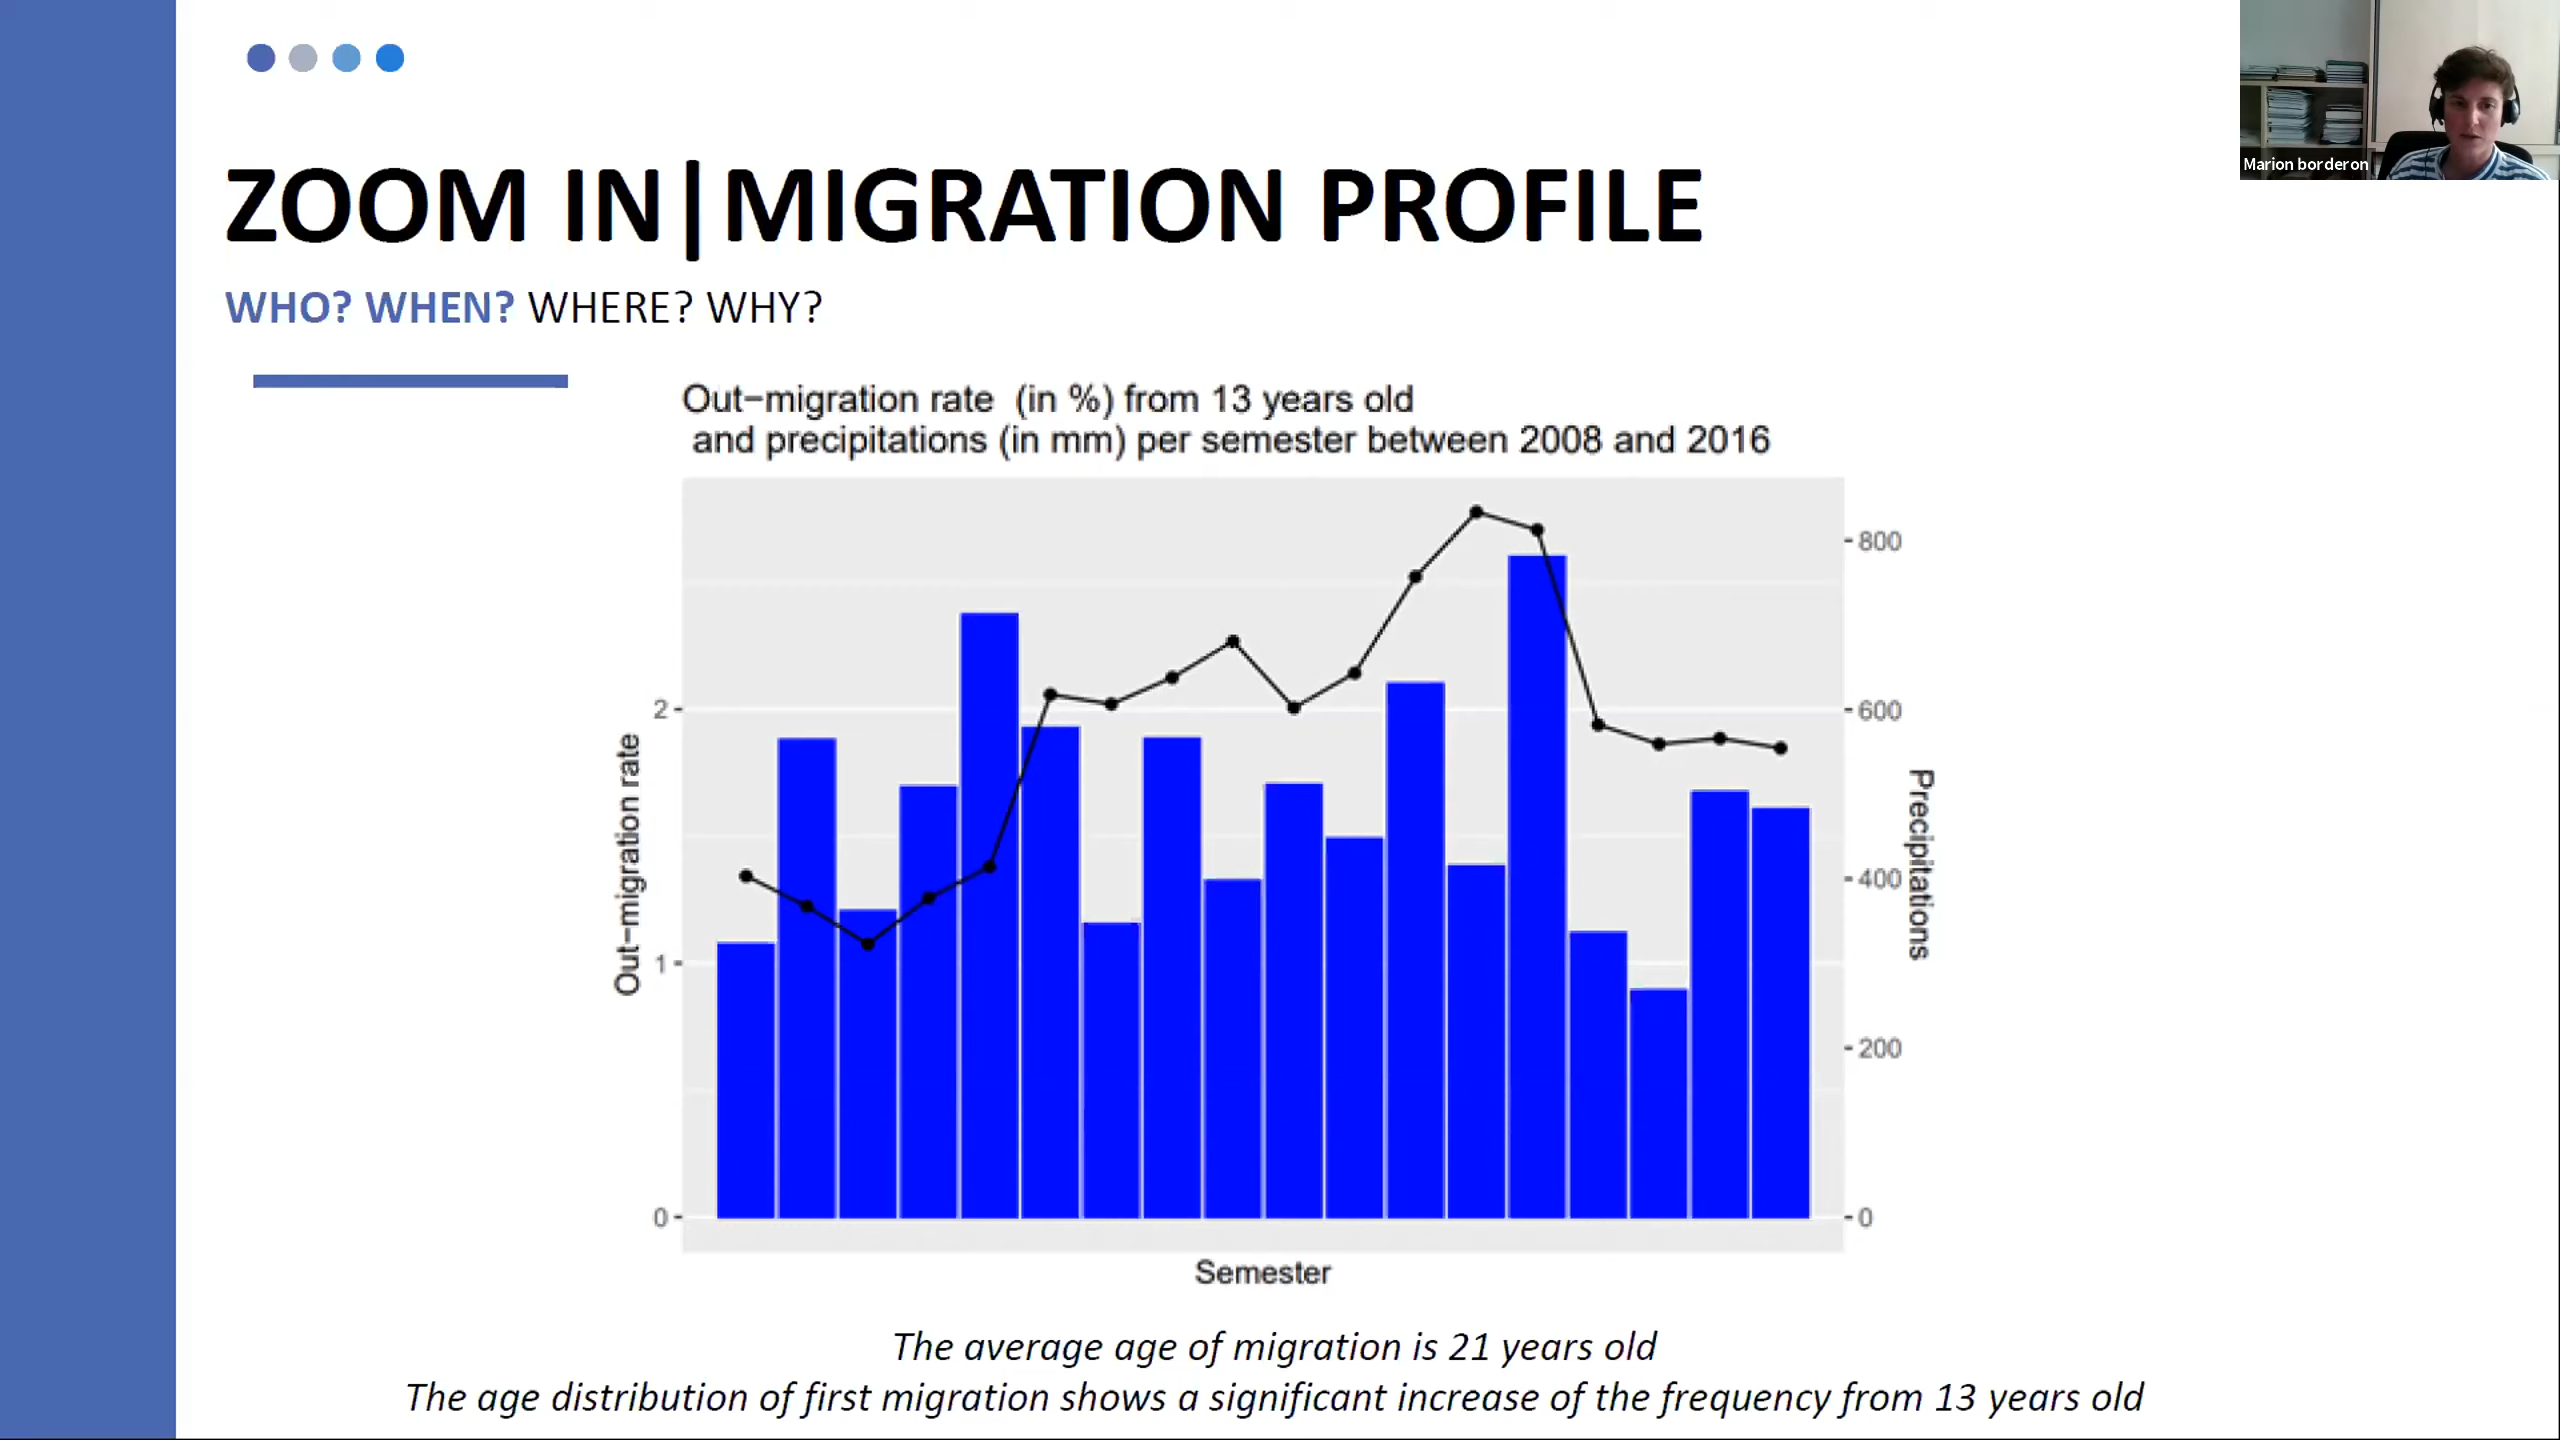 Marion borderon
ZOOM IN|MIGRATION PROFILE
WHO? WHEN? WHERE? WHY?
Out−migration rate (in %) from 13 years old
and precipitations (in mm) per semester between 2008 and 2016
Out−migration rate
2
1
0
800
600
400
200
0
Precipitations
Semester
The average age of migration is 21 years old
The age distribution of first migration shows a significant increase of the frequency from 13 years old